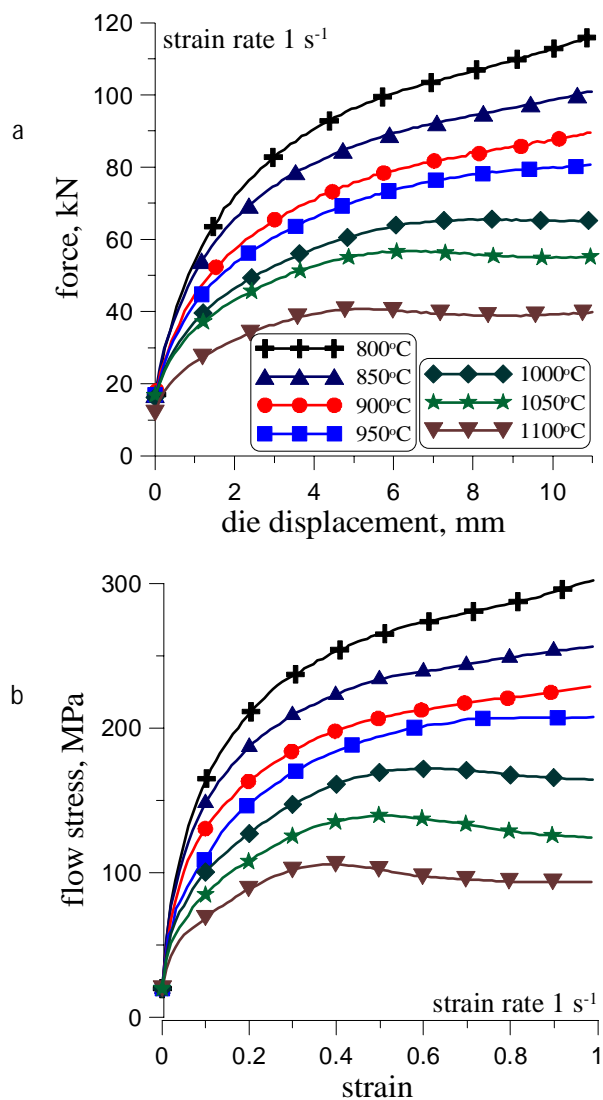 a
strain rate 1 s-1
force, kN
120
100
80
60
40
20
0
800°C
850°C
900°C
950°C
1000°C
1050°C
1100°C
0 2 4 6 8 10
die displacement, mm
b
flow stress, MPa
300
200
100
0
strain rate 1 s-1
0 0.2 0.4 0.6 0.8 1
strain